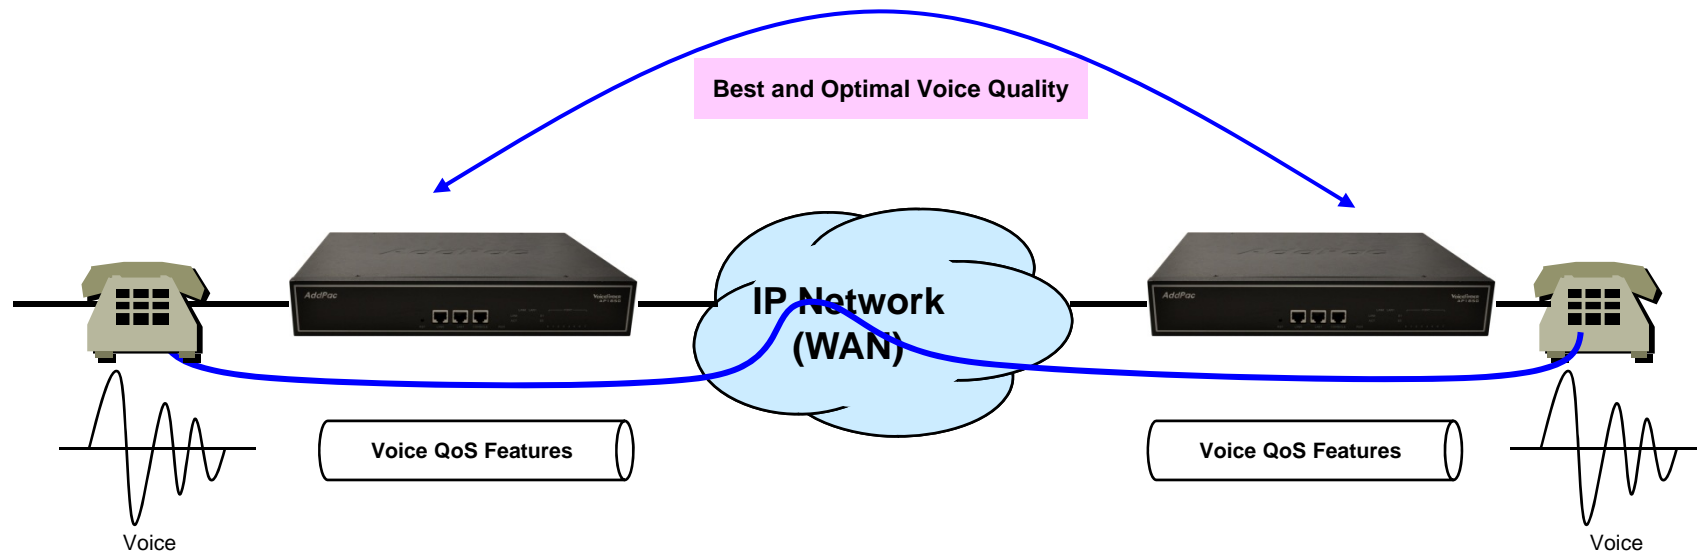 Best and Optimal Voice Quality
AddPac
AddPac
IP Network
(WAN)
Voice QoS Features
Voice QoS Features
Voice
Voice